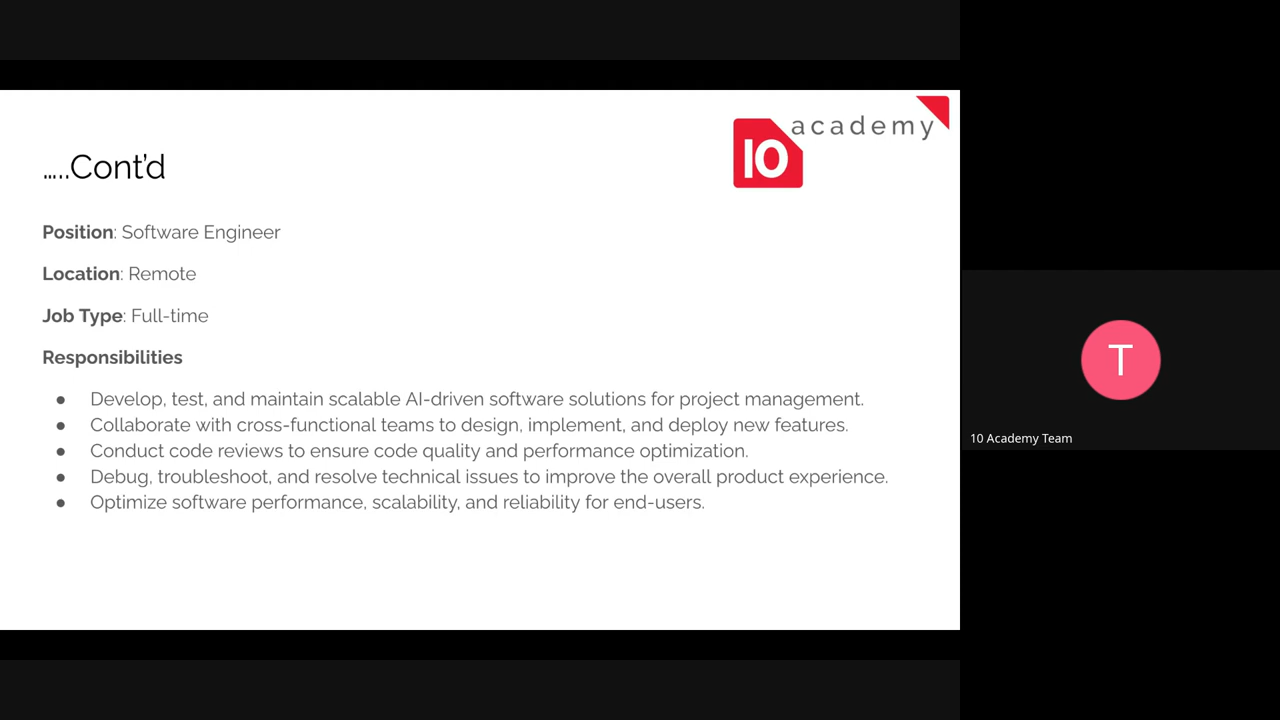 10 academy
.....Cont'd
Position: Software Engineer
Location: Remote
Job Type: Full-time
Responsibilities
● Develop, test, and maintain scalable AI-driven software solutions for project management.
● Collaborate with cross-functional teams to design, implement, and deploy new features.
● Conduct code reviews to ensure code quality and performance optimization.
● Debug, troubleshoot, and resolve technical issues to improve the overall product experience.
● Optimize software performance, scalability, and reliability for end-users.
T
10 Academy Team